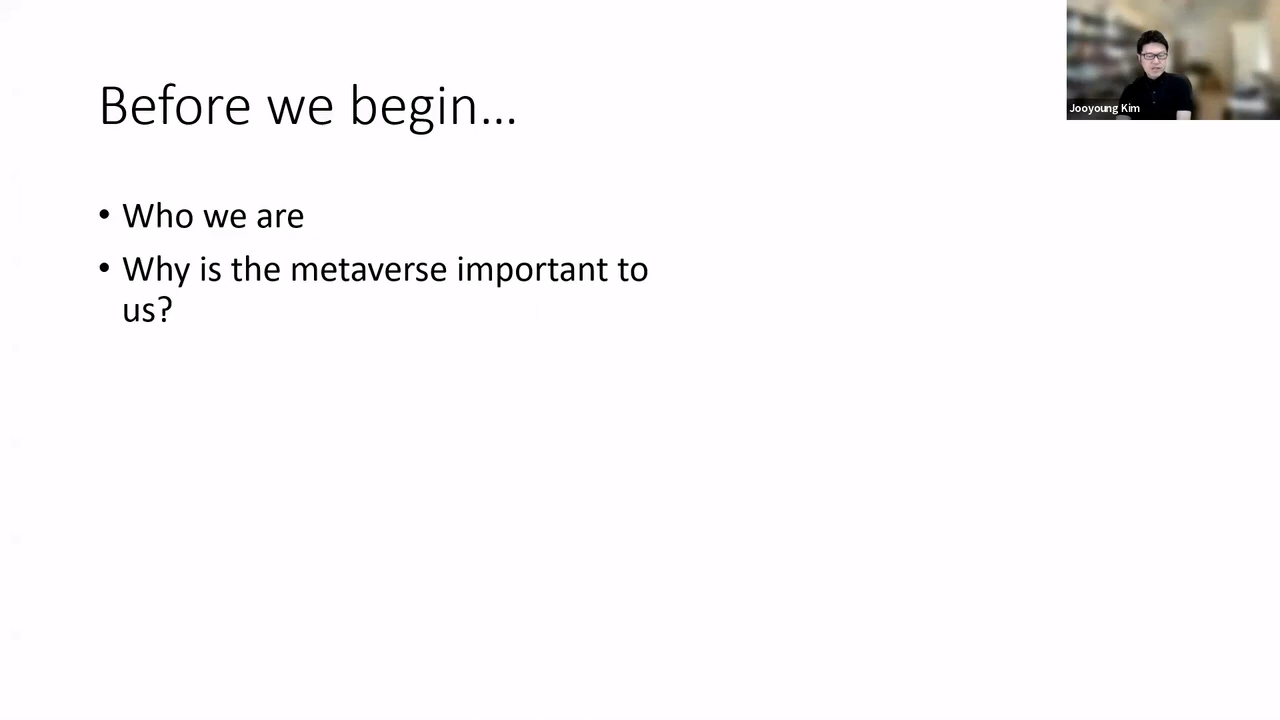 Before we begin...
• Who we are
• Why is the metaverse important to
us?
Jooyoung Kim